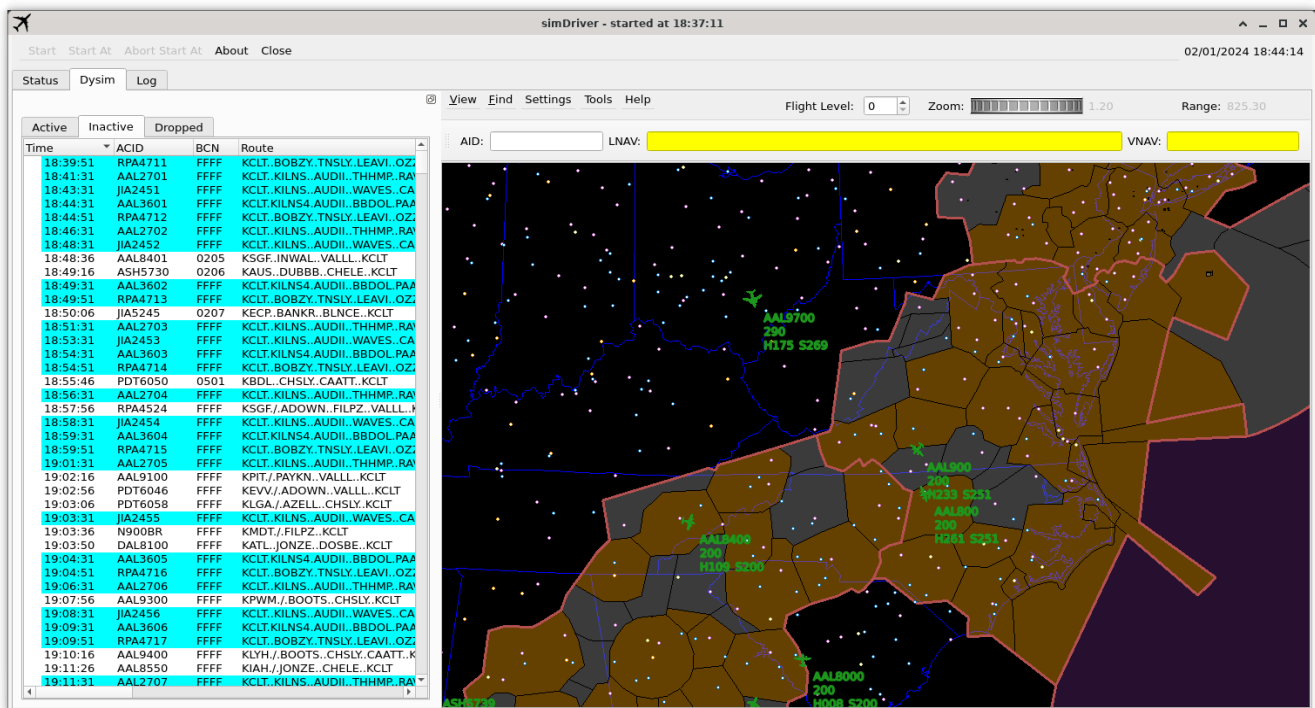 simDriver - started at 18:37:11
Start Start At Abort Start At About Close
02/01/2024 18:44:14
Status Dysim Log
View Find Settings Tools Help
Flight Level: 0 Zoom: 1.20 Range: 825.30
Active Inactive Dropped
AID: LNAV: VNAV:
Time ACID BCN Route
18:39:51 RPA4711 FFFF KCLT..BOBZY..TNSLY..LEAVI..OZZ
18:41:31 AAL2701 FFFF KCLT..KILNS..AUDII..THHMP..RAV
18:43:31 JIA2451 FFFF KCLT..KILNS..AUDII..WAVES..CA
18:44:31 AAL3601 FFFF KCLT.KILNS4.AUDII..BBDOL.PAA
18:44:51 RPA4712 FFFF KCLT..BOBZY..TNSLY..LEAVI..OZZ
18:46:31 AAL2702 FFFF KCLT..KILNS..AUDII..THHMP..RAV
18:48:31 JIA2452 FFFF KCLT..KILNS..AUDII..WAVES..CA
18:48:36 AAL8401 0205 KSGF..INWAL..VALLL..KCLT
18:49:16 ASH5730 0206 KAUS..DUBBB..CHELE..KCLT
18:49:31 AAL3602 FFFF KCLT.KILNS4.AUDII..BBDOL.PAA
18:49:51 RPA4713 FFFF KCLT..BOBZY..TNSLY..LEAVI..OZZ
18:50:06 JIA5245 0207 KECP..BANKR..BLNCE..KCLT
18:51:31 AAL2703 FFFF KCLT..KILNS..AUDII..THHMP..RAV
18:53:31 JIA2453 FFFF KCLT..KILNS..AUDII..WAVES..CA
18:54:31 AAL3603 FFFF KCLT.KILNS4.AUDII..BBDOL.PAA
18:54:51 RPA4714 FFFF KCLT..BOBZY..TNSLY..LEAVI..OZZ
18:55:46 PDT6050 0501 KBDL..CHSLY..CAATT..KCLT
18:56:31 AAL2704 FFFF KCLT..KILNS..AUDII..THHMP..RAV
18:57:56 RPA4524 FFFF KSGF./.ADOWN..FILPZ..VALLL..K
18:58:31 JIA2454 FFFF KCLT..KILNS..AUDII..WAVES..CA
18:59:31 AAL3604 FFFF KCLT.KILNS4.AUDII..BBDOL.PAA
18:59:51 RPA4715 FFFF KCLT..BOBZY..TNSLY..LEAVI..OZZ
19:01:31 AAL2705 FFFF KCLT..KILNS..AUDII..THHMP..RAV
19:02:16 AAL9100 FFFF KPIT./.PAYKN..VALLL..KCLT
19:02:56 PDT6046 FFFF KEVV./.ADOWN..VALLL..KCLT
19:03:06 PDT6058 FFFF KLGA./.AZELL..CHSLY..KCLT
19:03:31 JIA2455 FFFF KCLT..KILNS..AUDII..WAVES..CA
19:03:36 N900BR FFFF KMDT./.FILPZ..KCLT
19:03:50 DAL8100 FFFF KATL..JONZE..DOSBE..KCLT
19:04:31 AAL3605 FFFF KCLT.KILNS4.AUDII..BBDOL.PAA
19:04:51 RPA4716 FFFF KCLT..BOBZY..TNSLY..LEAVI..OZZ
19:06:31 AAL2706 FFFF KCLT..KILNS..AUDII..THHMP..RAV
19:07:56 AAL9300 FFFF KPWM./.BOOTS..CHSLY..KCLT
19:08:31 JIA2456 FFFF KCLT..KILNS..AUDII..WAVES..CA
19:09:31 AAL3606 FFFF KCLT.KILNS4.AUDII..BBDOL.PAA
19:09:51 RPA4717 FFFF KCLT..BOBZY..TNSLY..LEAVI..OZZ
19:10:16 AAL9400 FFFF KLYH./.BOOTS..CHSLY..CAATT..K
19:11:26 AAL8550 FFFF KIAH./.JONZE..CHELE..KCLT
19:11:31 AAL2707 FFFF KCLT..KILNS..AUDII..THHMP..RAV
AAL9700
290
H175 S269
AAL900
200
H233 S251
AAL800
200
H261 S251
AAL8400
200
H109 S200
AAL8000
200
H008 S200
ASH5730